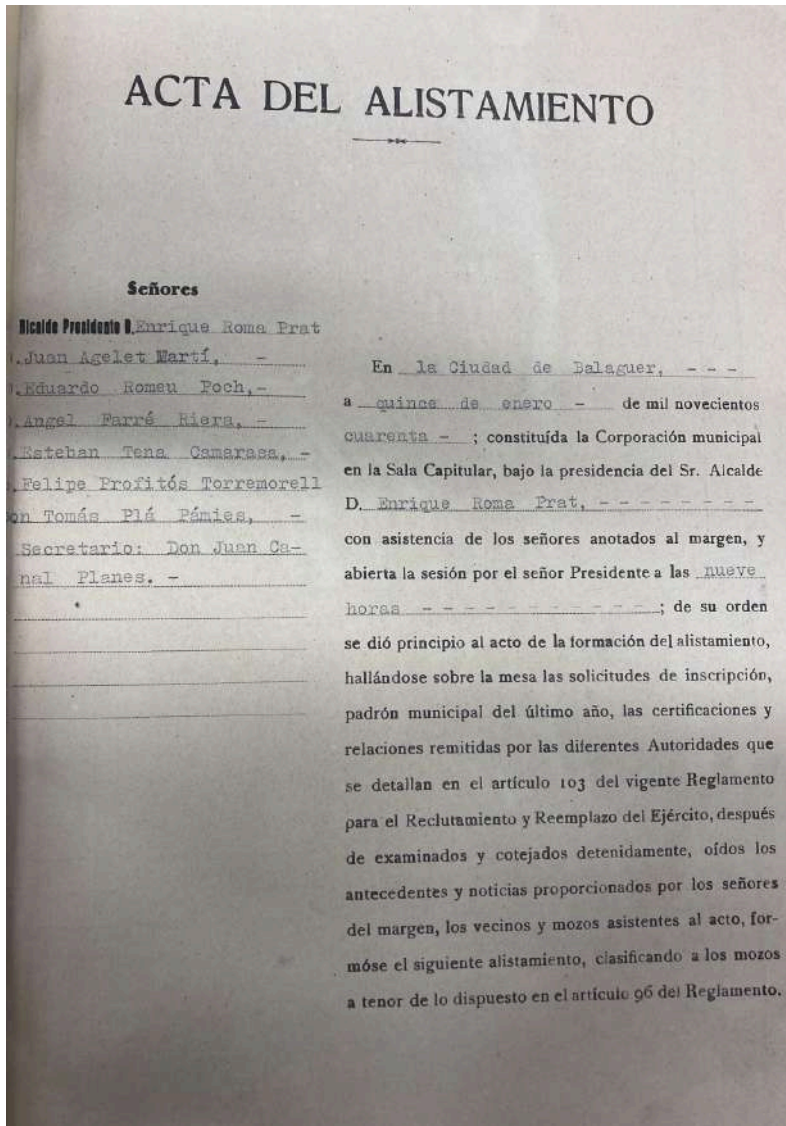 ACTA DEL ALISTAMIENTO
Señores
Alcalde Presidente D. Enrique Roma Prat
D. Juan Agelet Martí, -
D. Eduardo Romeu Poch, -
D. Angel Farré Riera, -
D. Esteban Tena Camarasa, -
D. Felipe Profitós Torremorell
on Tomás Plá Pámies, -
Secretario: Don Juan Ca-
nal Planes. -
En la Ciudad de Balaguer, - - -
a quince de enero - de mil novecientos
cuarenta - ; constituída la Corporación municipal
en la Sala Capitular, bajo la presidencia del Sr. Alcalde
D. Enrique Roma Prat, - - - - - - - -
con asistencia de los señores anotados al margen, y
abierta la sesión por el señor Presidente a las nueve
horas - - - - - - - - - - - -; de su orden
se dió principio al acto de la formación del alistamiento,
hallándose sobre la mesa las solicitudes de inscripción,
padrón municipal del último año, las certificaciones y
relaciones remitidas por las diferentes Autoridades que
se detallan en el artículo 103 del vigente Reglamento
para el Reclutamiento y Reemplazo del Ejército, después
de examinados y cotejados detenidamente, oídos los
antecedentes y noticias proporcionados por los señores
del margen, los vecinos y mozos asistentes al acto, for-
móse el siguiente alistamiento, clasificando a los mozos
a tenor de lo dispuesto en el artículo 96 del Reglamento.